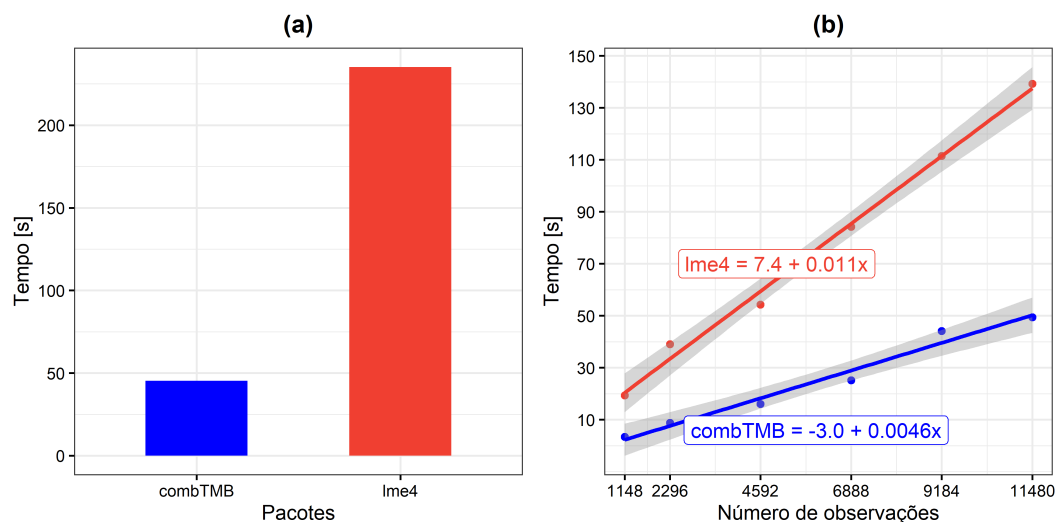 (a)
Tempo [s]
200
150
100
50
0
combTMB
lme4
Pacotes
(b)
Tempo [s]
150
130
110
90
70
50
30
10
lme4 = 7.4 + 0.011x
combTMB = -3.0 + 0.0046x
1148 2296 4592 6888 9184 11480
Número de observações